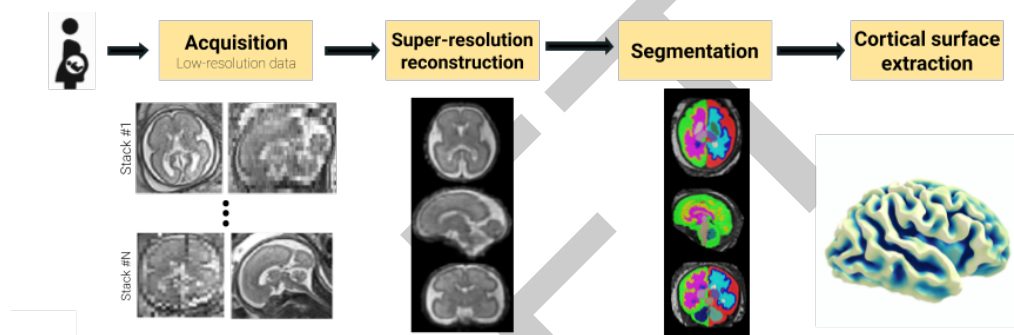 Acquisition
Low-resolution data
Super-resolution
reconstruction
Segmentation
Cortical surface
extraction
Stack #1
Stack #N